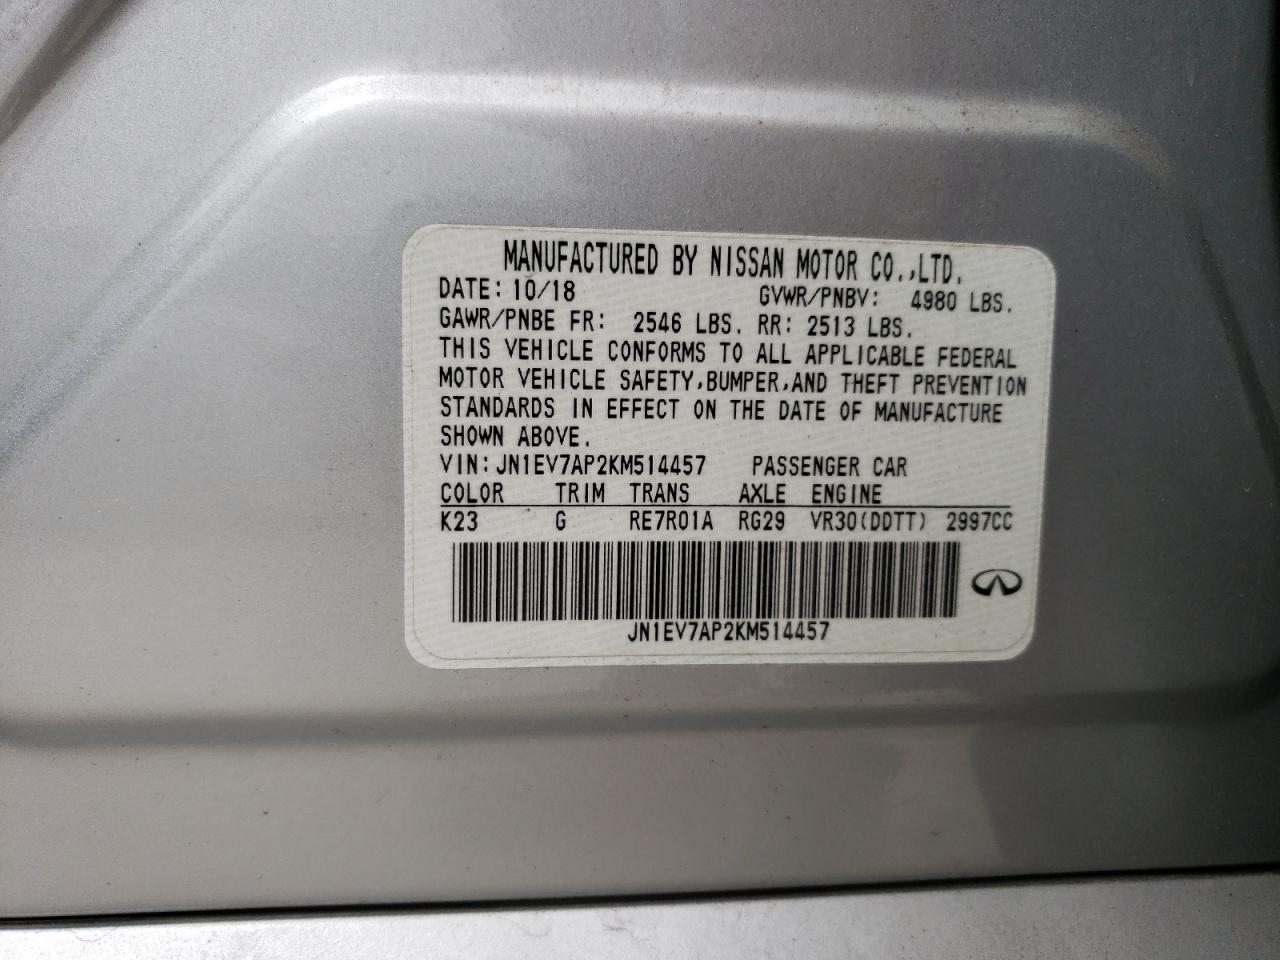 MANUFACTURED BY NISSAN MOTOR CO.,LTD.
DATE: 10/18 GVWR/PNBV: 4980 LBS.
GAWR/PNBE FR: 2546 LBS. RR: 2513 LBS.
THIS VEHICLE CONFORMS TO ALL APPLICABLE FEDERAL
MOTOR VEHICLE SAFETY,BUMPER,AND THEFT PREVENTION
STANDARDS IN EFFECT ON THE DATE OF MANUFACTURE
SHOWN ABOVE.
VIN: JN1EV7AP2KM514457 PASSENGER CAR
COLOR TRIM TRANS AXLE ENGINE
K23 G RE7R01A RG29 VR30(DDTT) 2997CC
JN1EV7AP2KM514457